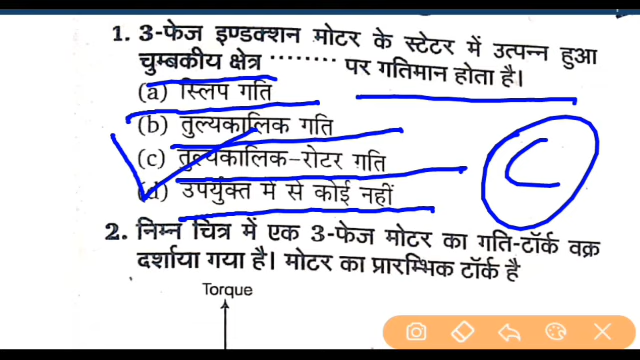 1. 3-फेज इण्डक्शन मोटर के स्टेटर में उत्पन्न हुआ
चुम्बकीय क्षेत्र ........ पर गतिमान होता है।
(a) स्लिप गति
(b) तुल्यकालिक गति
(c) तुल्यकालिक-रोटर गति
(d) उपर्युक्त में से कोई नहीं
C
2. निम्न चित्र में एक 3-फेज मोटर का गति-टॉर्क वक्र
दर्शाया गया है। मोटर का प्रारम्भिक टॉर्क है
Torque